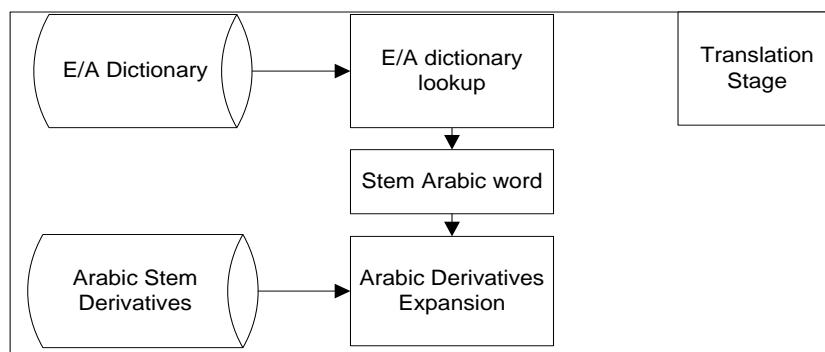 E/A Dictionary
E/A dictionary
lookup
Translation
Stage
Stem Arabic word
Arabic Stem
Derivatives
Arabic Derivatives
Expansion